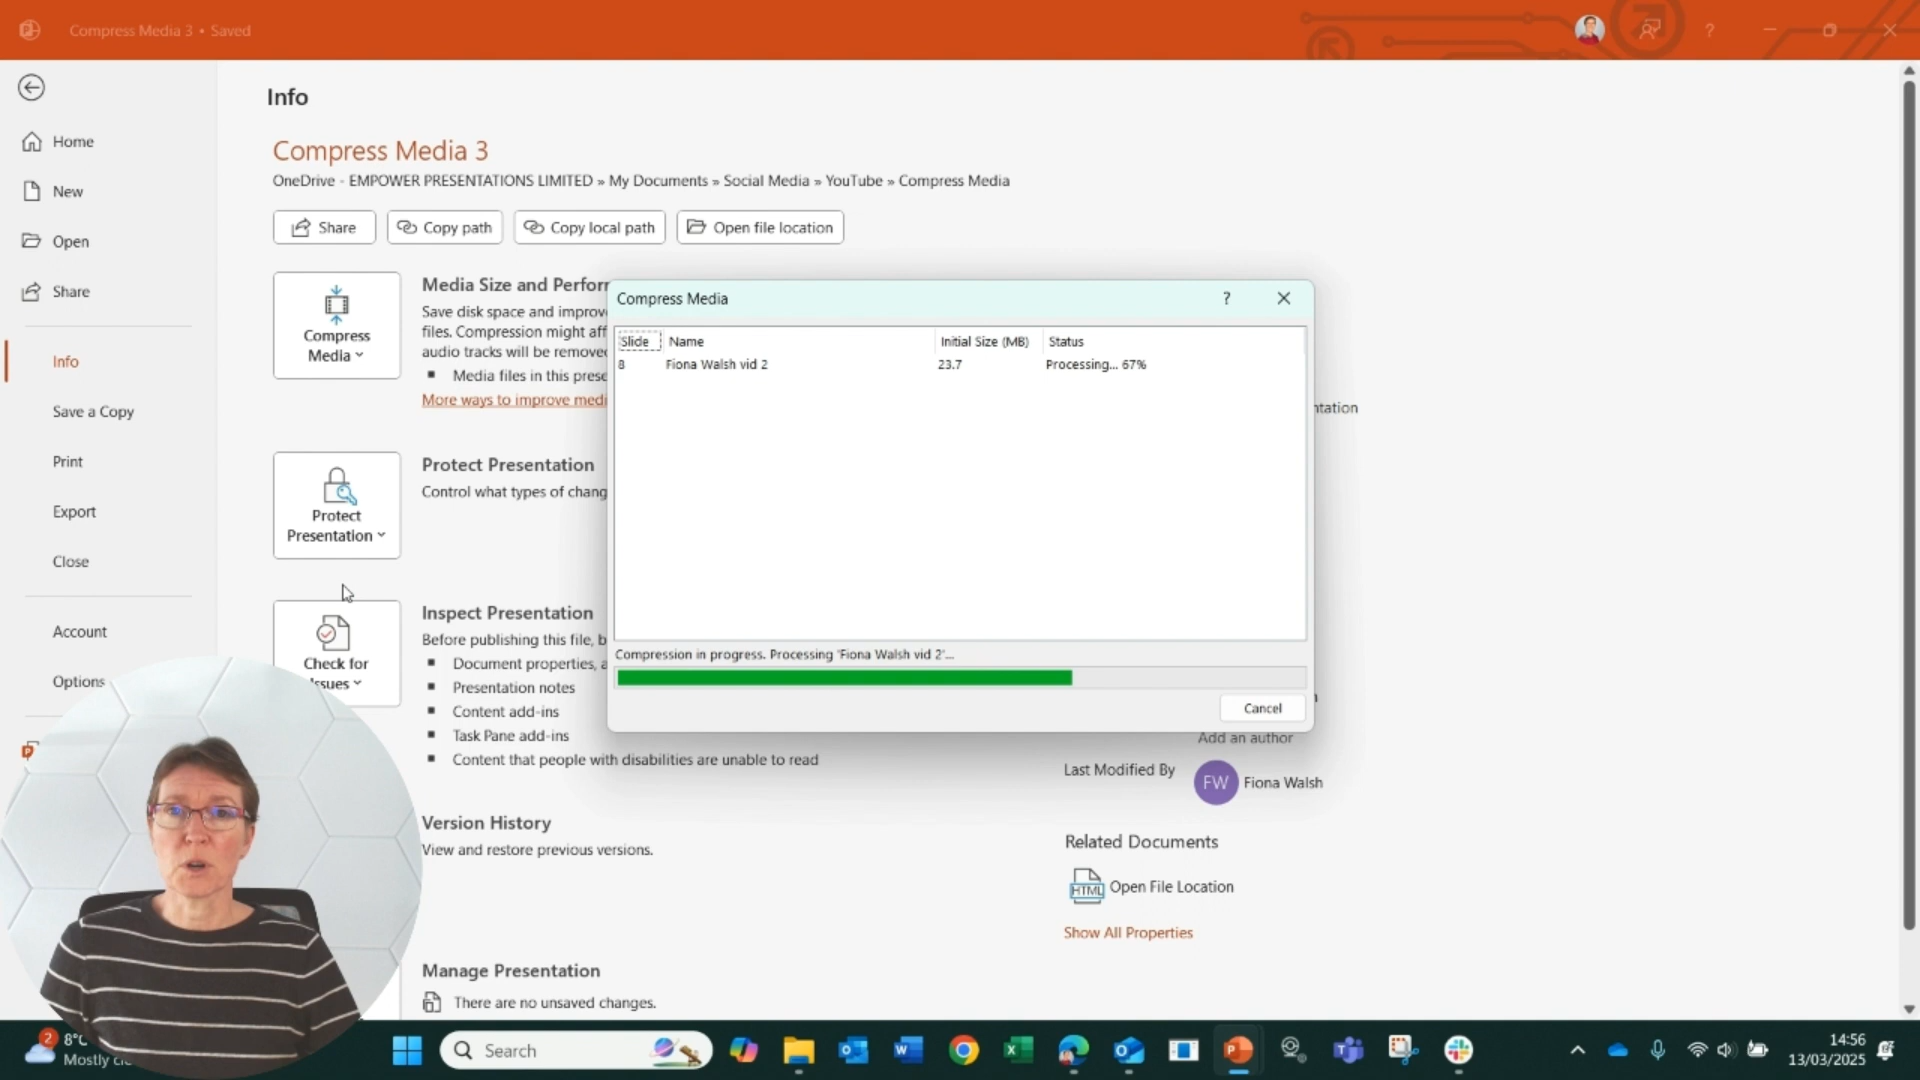 Compress Media 3 • Saved
?
Info
Home
New
Open
Share
Info
Save a Copy
Print
Export
Close
Account
Options
Compress Media 3
OneDrive - EMPOWER PRESENTATIONS LIMITED » My Documents » Social Media » YouTube » Compress Media
Share
Copy path
Copy local path
Open file location
Compress
Media
Media Size and Perfor
Save disk space and improv
files. Compression might aff
audio tracks will be remove
Media files in this prese
More ways to improve medi
Protect
Presentation
Protect Presentation
Control what types of chang
Check for
Issues
Inspect Presentation
Before publishing this file, b
Document properties, a
Presentation notes
Content add-ins
Task Pane add-ins
Content that people with disabilities are unable to read
Version History
View and restore previous versions.
Manage Presentation
There are no unsaved changes.
Compress Media
?
Slide Name Initial Size (MB) Status
8 Fiona Walsh vid 2 23.7 Processing... 67%
Compression in progress. Processing 'Fiona Walsh vid 2'...
Cancel
ntation
Add an author
Last Modified By
FW
Fiona Walsh
Related Documents
HTML
Open File Location
Show All Properties
2
8°C
Mostly cl
Search
14:56
13/03/2025